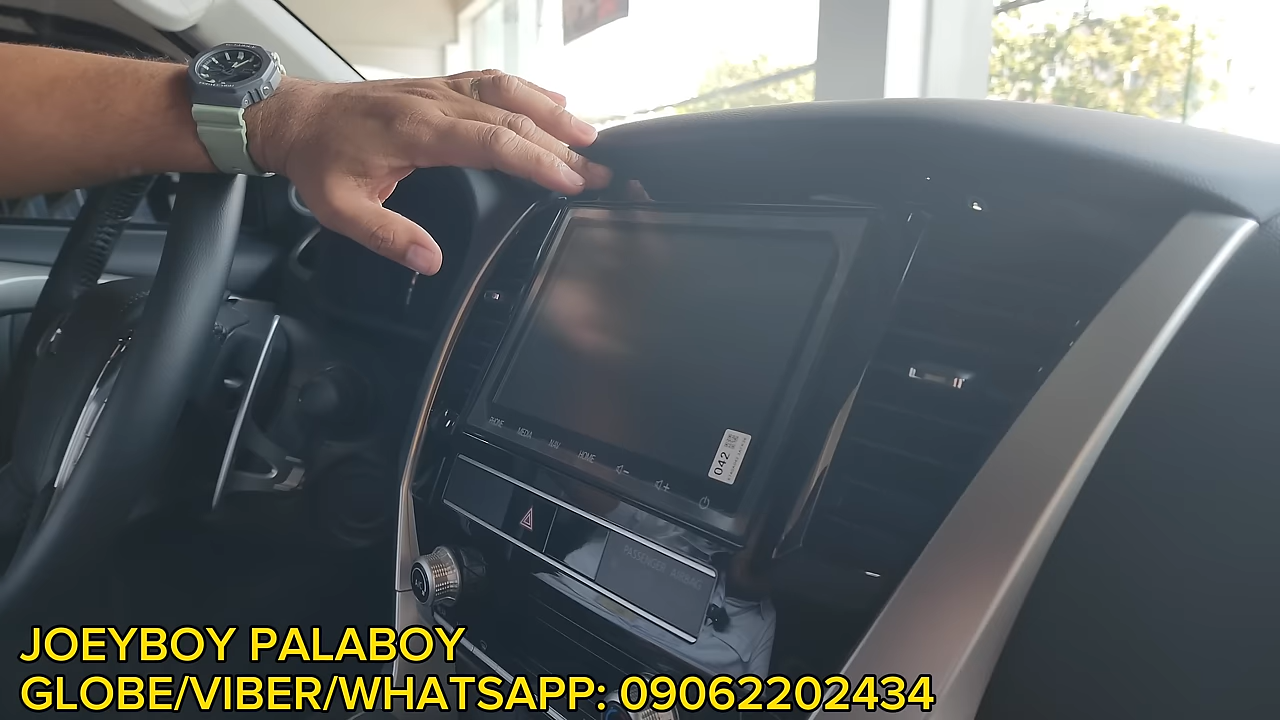 PHONE MEDIA NAV HOME
042
PASSENGER AIRBAG
JOEYBOY PALABOY
GLOBE/VIBER/WHATSAPP: 09062202434